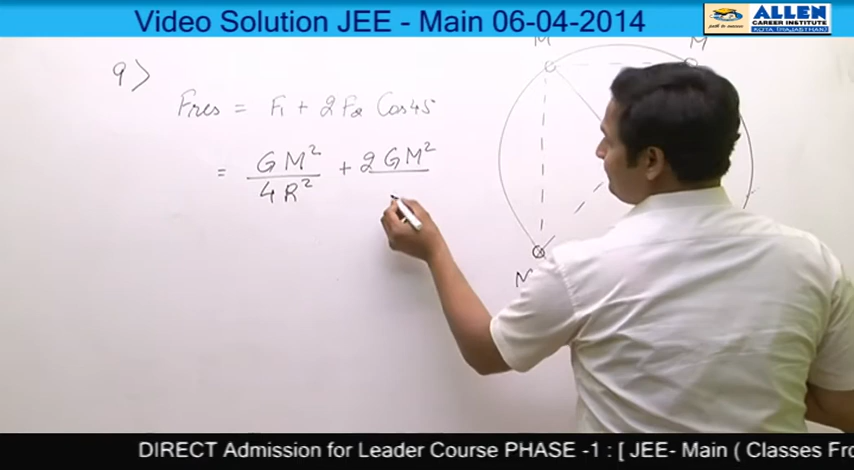 Video Solution JEE - Main 06-04-2014
ALLEN
CAREER INSTITUTE
KOTA (RAJASTHAN)
M M
9>
Fres = F1 + 2F2 Cos45
= GM² / 4R² + 2GM²
M
DIRECT Admission for Leader Course PHASE -1 : [ JEE- Main ( Classes Fro